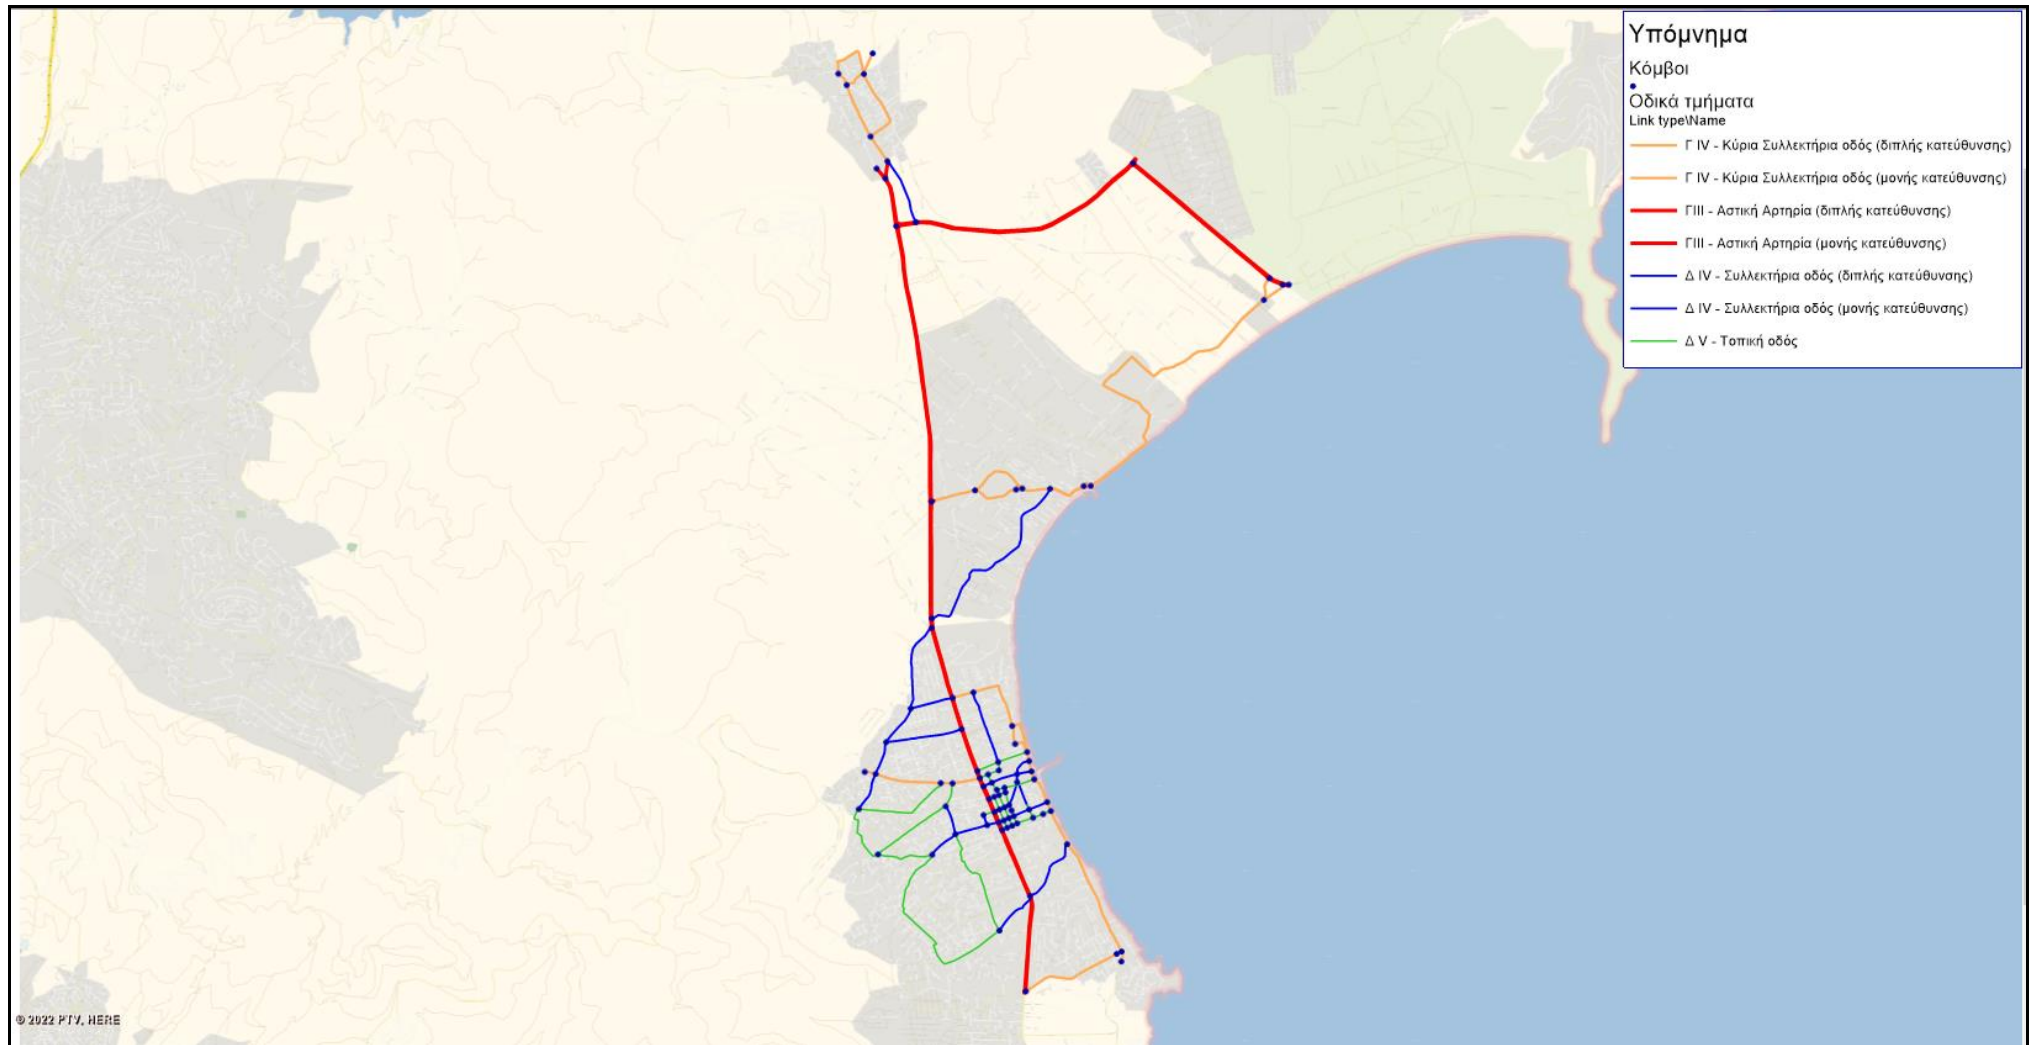 Υπόμνημα
Κόμβοι
Οδικά τμήματα
Link type\Name
Γ IV - Κύρια Συλλεκτήρια οδός (διπλής κατεύθυνσης)
Γ IV - Κύρια Συλλεκτήρια οδός (μονής κατεύθυνσης)
ΓΙΙΙ - Αστική Αρτηρία (διπλής κατεύθυνσης)
ΓΙΙΙ - Αστική Αρτηρία (μονής κατεύθυνσης)
Δ IV - Συλλεκτήρια οδός (διπλής κατεύθυνσης)
Δ IV - Συλλεκτήρια οδός (μονής κατεύθυνσης)
Δ V - Τοπική οδός
© 2022 PTV, HERE